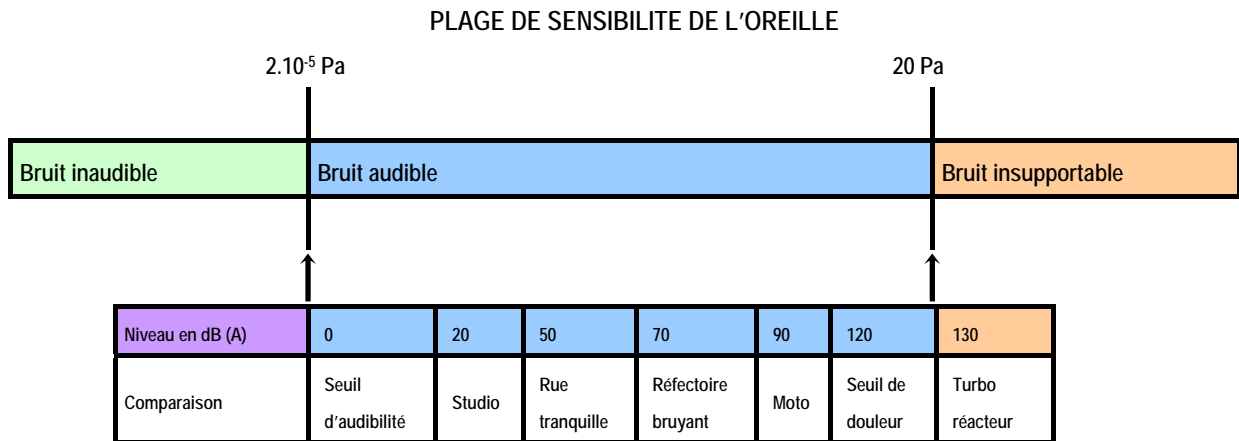 PLAGE DE SENSIBILITE DE L'OREILLE
2.10-5 Pa
20 Pa
Bruit inaudible
Bruit audible
Bruit insupportable
Niveau en dB (A)
0
20
50
70
90
120
130
Comparaison
Seuil
d'audibilité
Studio
Rue
tranquille
Réfectoire
bruyant
Moto
Seuil de
douleur
Turbo
réacteur